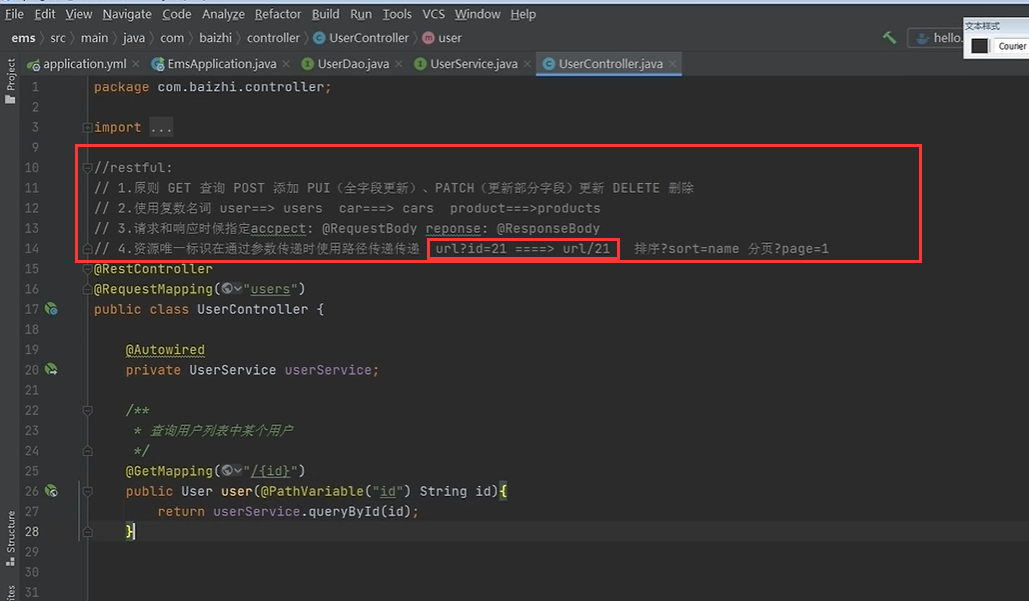 File Edit View Navigate Code Analyze Refactor Build Run Tools VCS Window Help
ems src main java com baizhi controller UserController user hello.
文本样式
Courier
application.yml EmsApplication.java UserDao.java UserService.java UserController.java
Project
1 package com.baizhi.controller;
2
3 import ...
9
10 //restful:
11 // 1.原则 GET 查询 POST 添加 PUI（全字段更新）、PATCH（更新部分字段）更新 DELETE 删除
12 // 2.使用复数名词 user==> users car===> cars product===>products
13 // 3.请求和响应时候指定accpect: @RequestBody reponse: @ResponseBody
14 // 4.资源唯一标识在通过参数传递时使用路径传递传递 url?id=21 ====> url/21 排序?sort=name 分页?page=1
15 @RestController
16 @RequestMapping("users")
17 public class UserController {
18
19 @Autowired
20 private UserService userService;
21
22 /**
23 * 查询用户列表中某个用户
24 */
25 @GetMapping("/{id}")
26 public User user(@PathVariable("id") String id){
27 return userService.queryById(id);
28 }
29
30
31
Structure